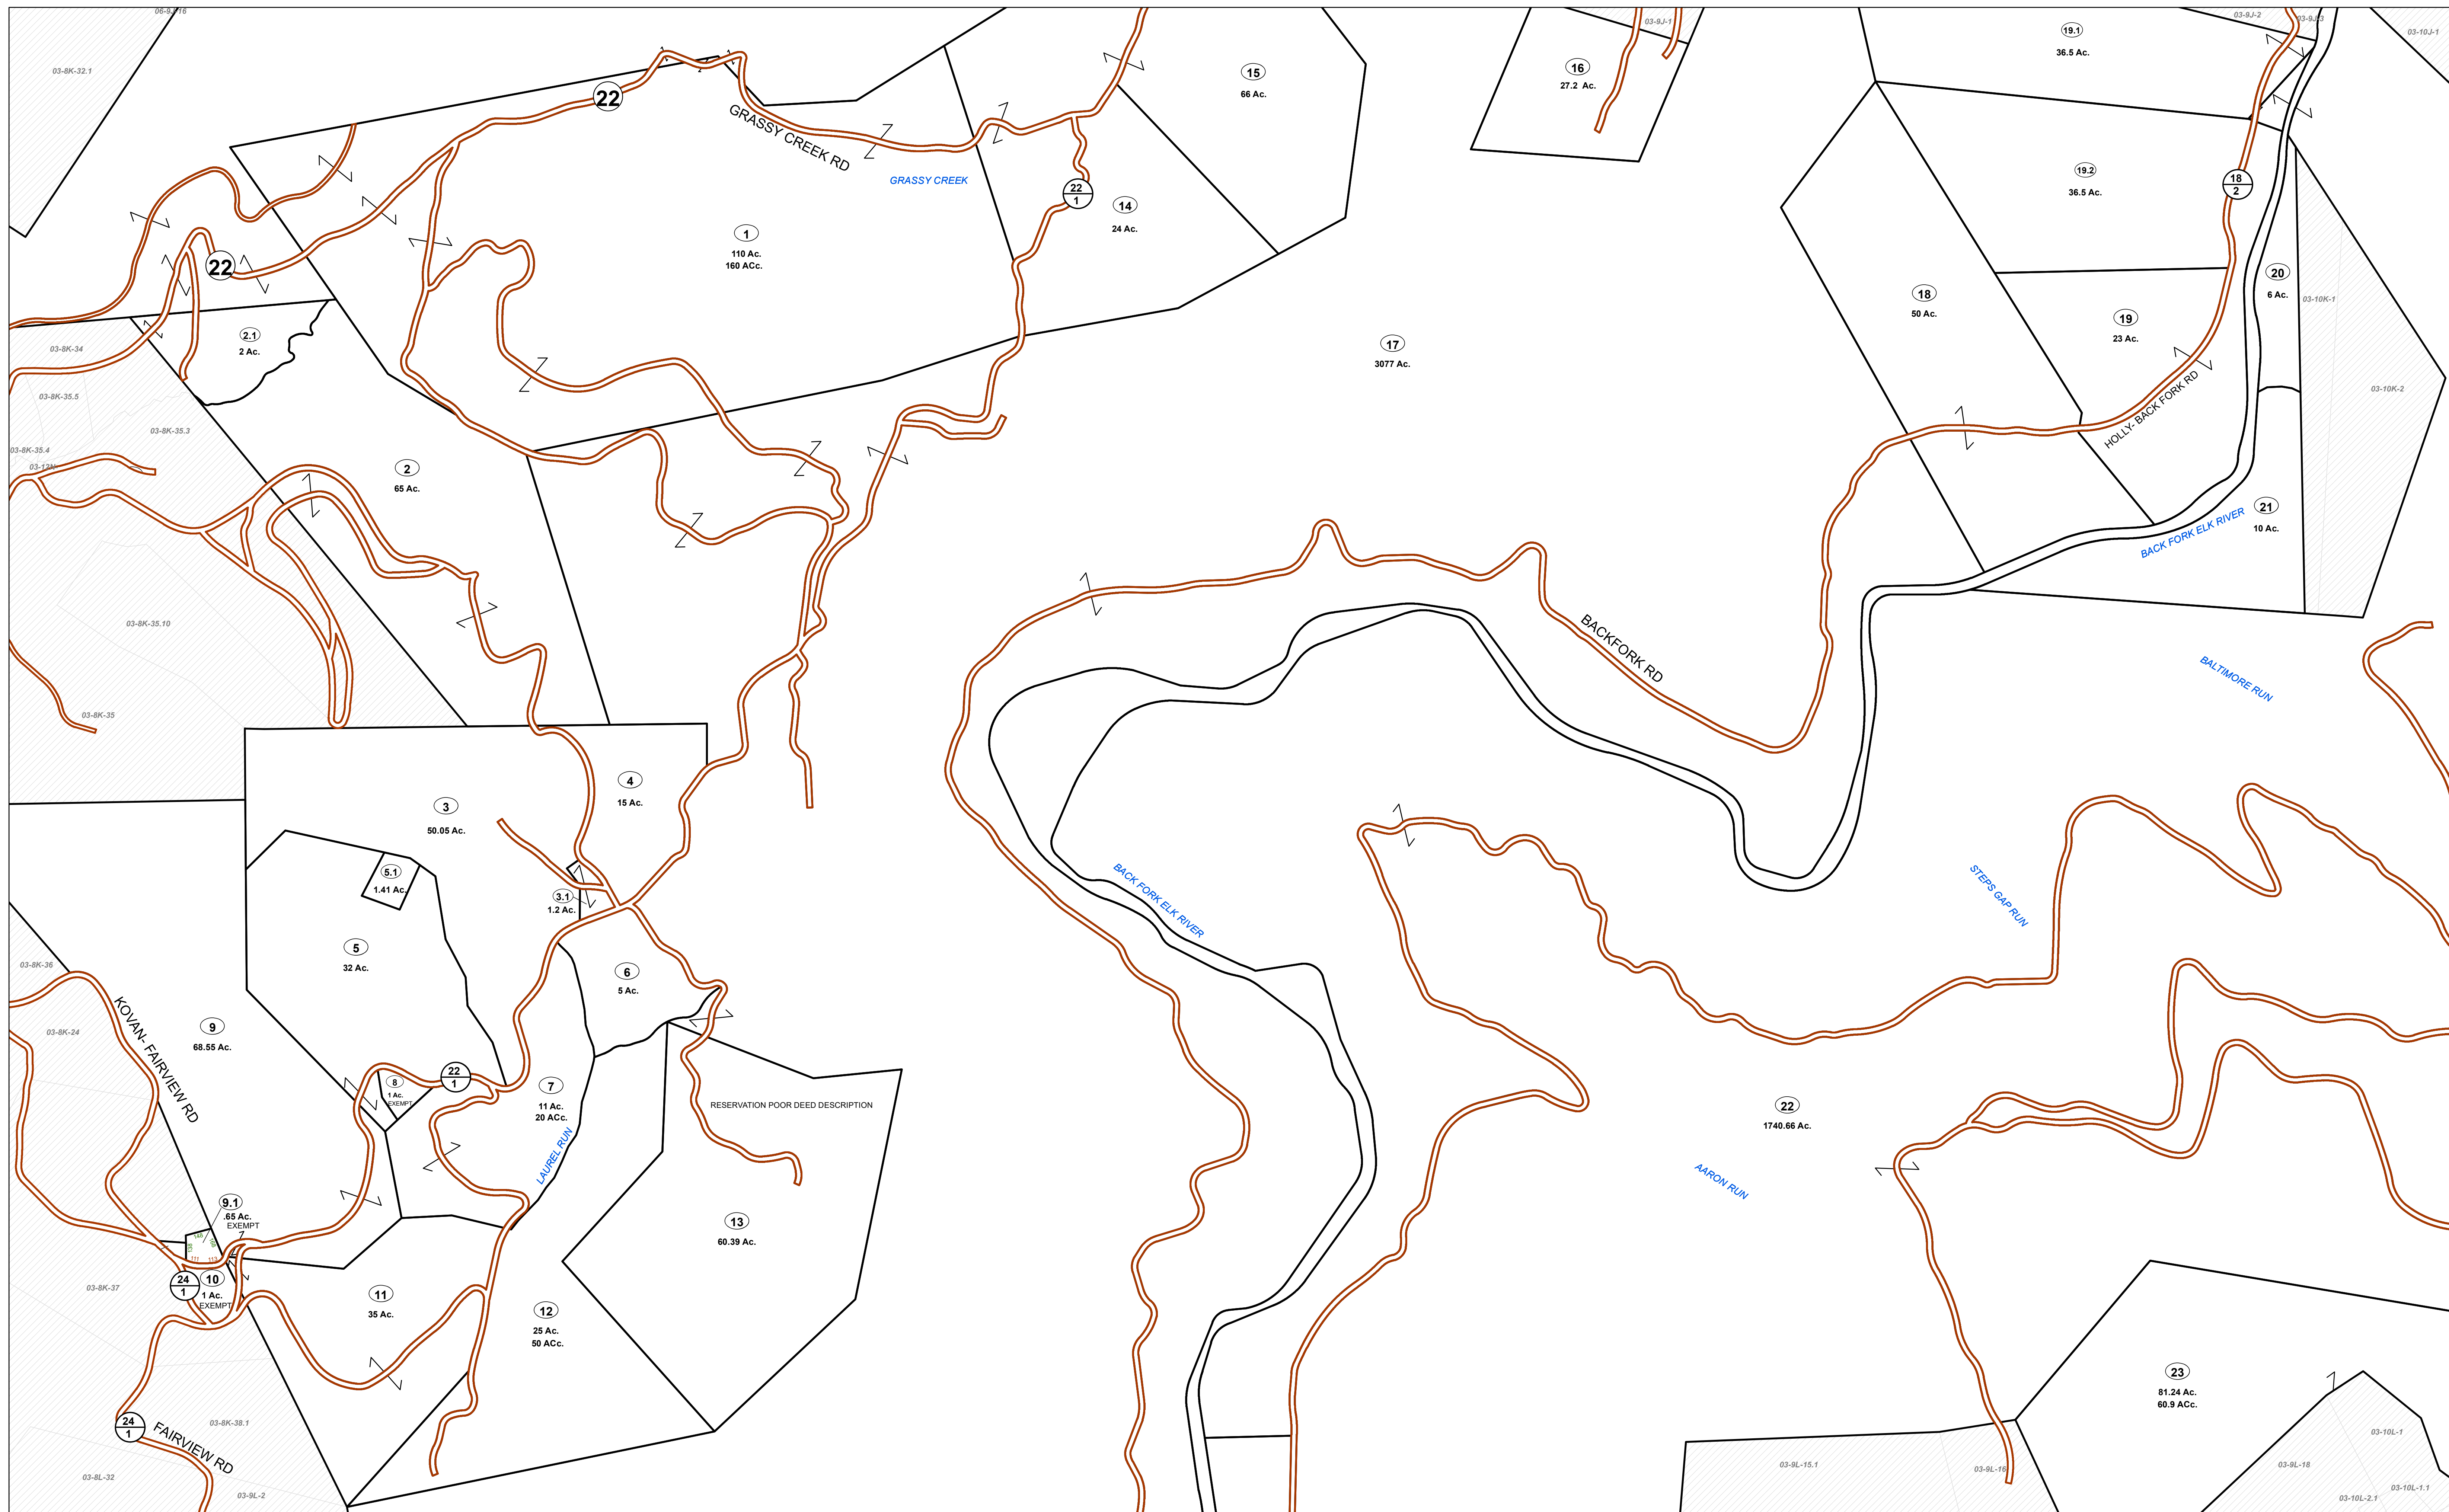 06-9J-16
03-9J-1
03-9J-2
03-9J-3
03-10J-1
03-8K-32.1
19.1
36.5 Ac.
15
66 Ac.
16
27.2 Ac.
22
GRASSY CREEK RD
GRASSY CREEK
22
1
14
24 Ac.
19.2
36.5 Ac.
18
2
1
110 Ac.
160 ACc.
22
20
6 Ac.
03-10K-1
18
50 Ac.
19
23 Ac.
2.1
2 Ac.
03-8K-34
17
3077 Ac.
HOLLY- BACK FORK RD
03-10K-2
03-8K-35.5
03-8K-35.3
03-8K-35.4
2
65 Ac.
21
10 Ac.
BACK FORK ELK RIVER
03-8K-35.10
BACKFORK RD
BALTIMORE RUN
03-8K-35
4
15 Ac.
3
50.05 Ac.
5.1
1.41 Ac.
3.1
1.2 Ac.
BACK FORK ELK RIVER
STEPS GAP RUN
5
32 Ac.
6
5 Ac.
03-8K-36
KOVAN- FAIRVIEW RD
03-8K-24
9
68.55 Ac.
22
1
8
1 Ac.
EXEMPT
7
11 Ac.
20 ACc.
LAUREL RUN
RESERVATION POOR DEED DESCRIPTION
22
1740.66 Ac.
AARON RUN
9.1
.65 Ac.
EXEMPT
13
60.39 Ac.
24
1
10
1 Ac.
EXEMPT
03-8K-37
11
35 Ac.
12
25 Ac.
50 ACc.
23
81.24 Ac.
60.9 ACc.
24
1
FAIRVIEW RD
03-8K-38.1
03-8L-32
03-9L-2
03-9L-15.1
03-9L-16
03-9L-18
03-10L-1
03-10L-1.1
03-10L-2.1